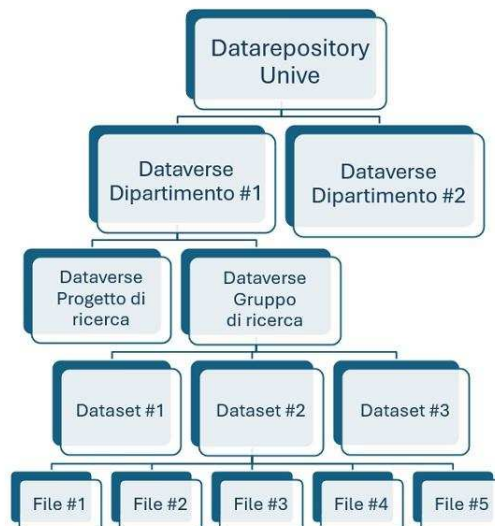 Datarepository
Unive
Dataverse
Dipartimento #1
Dataverse
Dipartimento #2
Dataverse
Progetto di
ricerca
Dataverse
Gruppo
di ricerca
Dataset #1
Dataset #2
Dataset #3
File #1
File #2
File #3
File #4
File #5